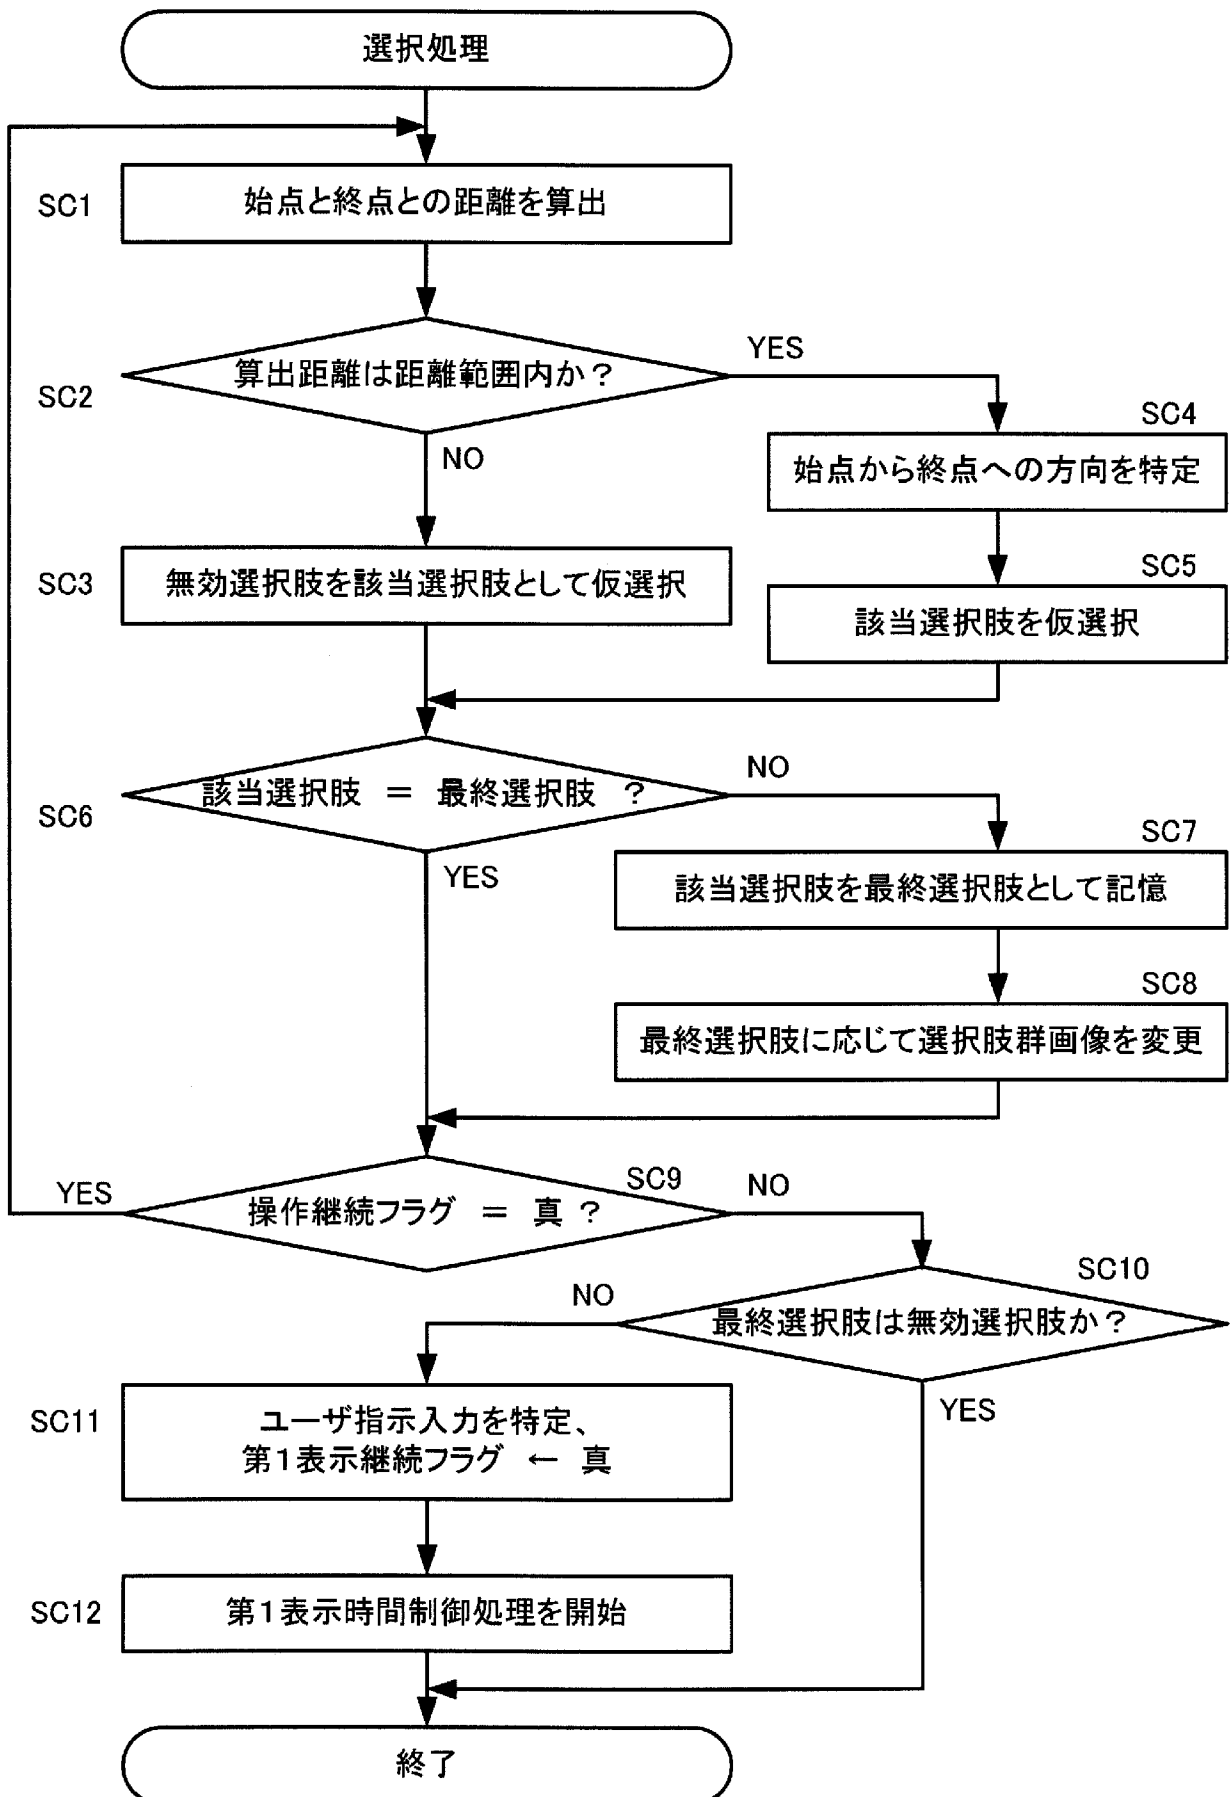 選択処理
SC1
始点と終点との距離を算出
SC2
算出距離は距離範囲内か？
YES
NO
SC4
始点から終点への方向を特定
SC3
無効選択肢を該当選択肢として仮選択
SC5
該当選択肢を仮選択
SC6
該当選択肢 ＝ 最終選択肢 ？
NO
YES
SC7
該当選択肢を最終選択肢として記憶
SC8
最終選択肢に応じて選択肢群画像を変更
SC9
操作継続フラグ ＝ 真 ？
YES
NO
SC10
最終選択肢は無効選択肢か？
NO
YES
SC11
ユーザ指示入力を特定、
第１表示継続フラグ ← 真
SC12
第１表示時間制御処理を開始
終了